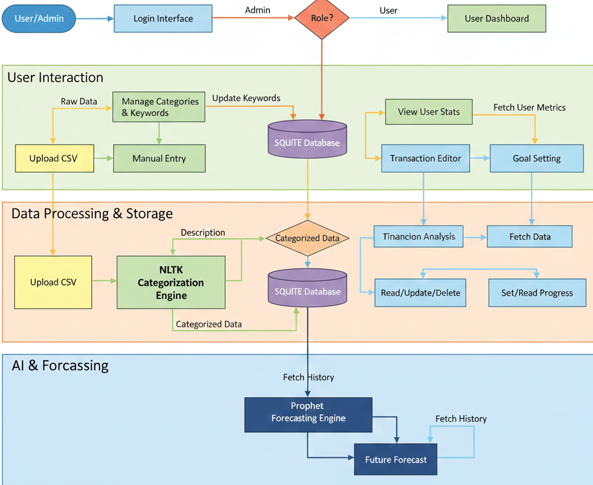 User/Admin
Login Interface
Admin
Role?
User
User Dashboard
User Interaction
Raw Data
Manage Categories
& Keywords
Update Keywords
View User Stats
Fetch User Metrics
SQUITE Database
Upload CSV
Manual Entry
Transaction Editor
Goal Setting
Data Processing & Storage
Description
Categorized Data
Tinancion Analysis
Fetch Data
Upload CSV
NLTK
Categorization
Engine
SQUITE Database
Read/Update/Delete
Set/Read Progress
Categorized Data
AI & Forcassing
Fetch History
Prophet
Forecasting Engine
Fetch History
Future Forecast